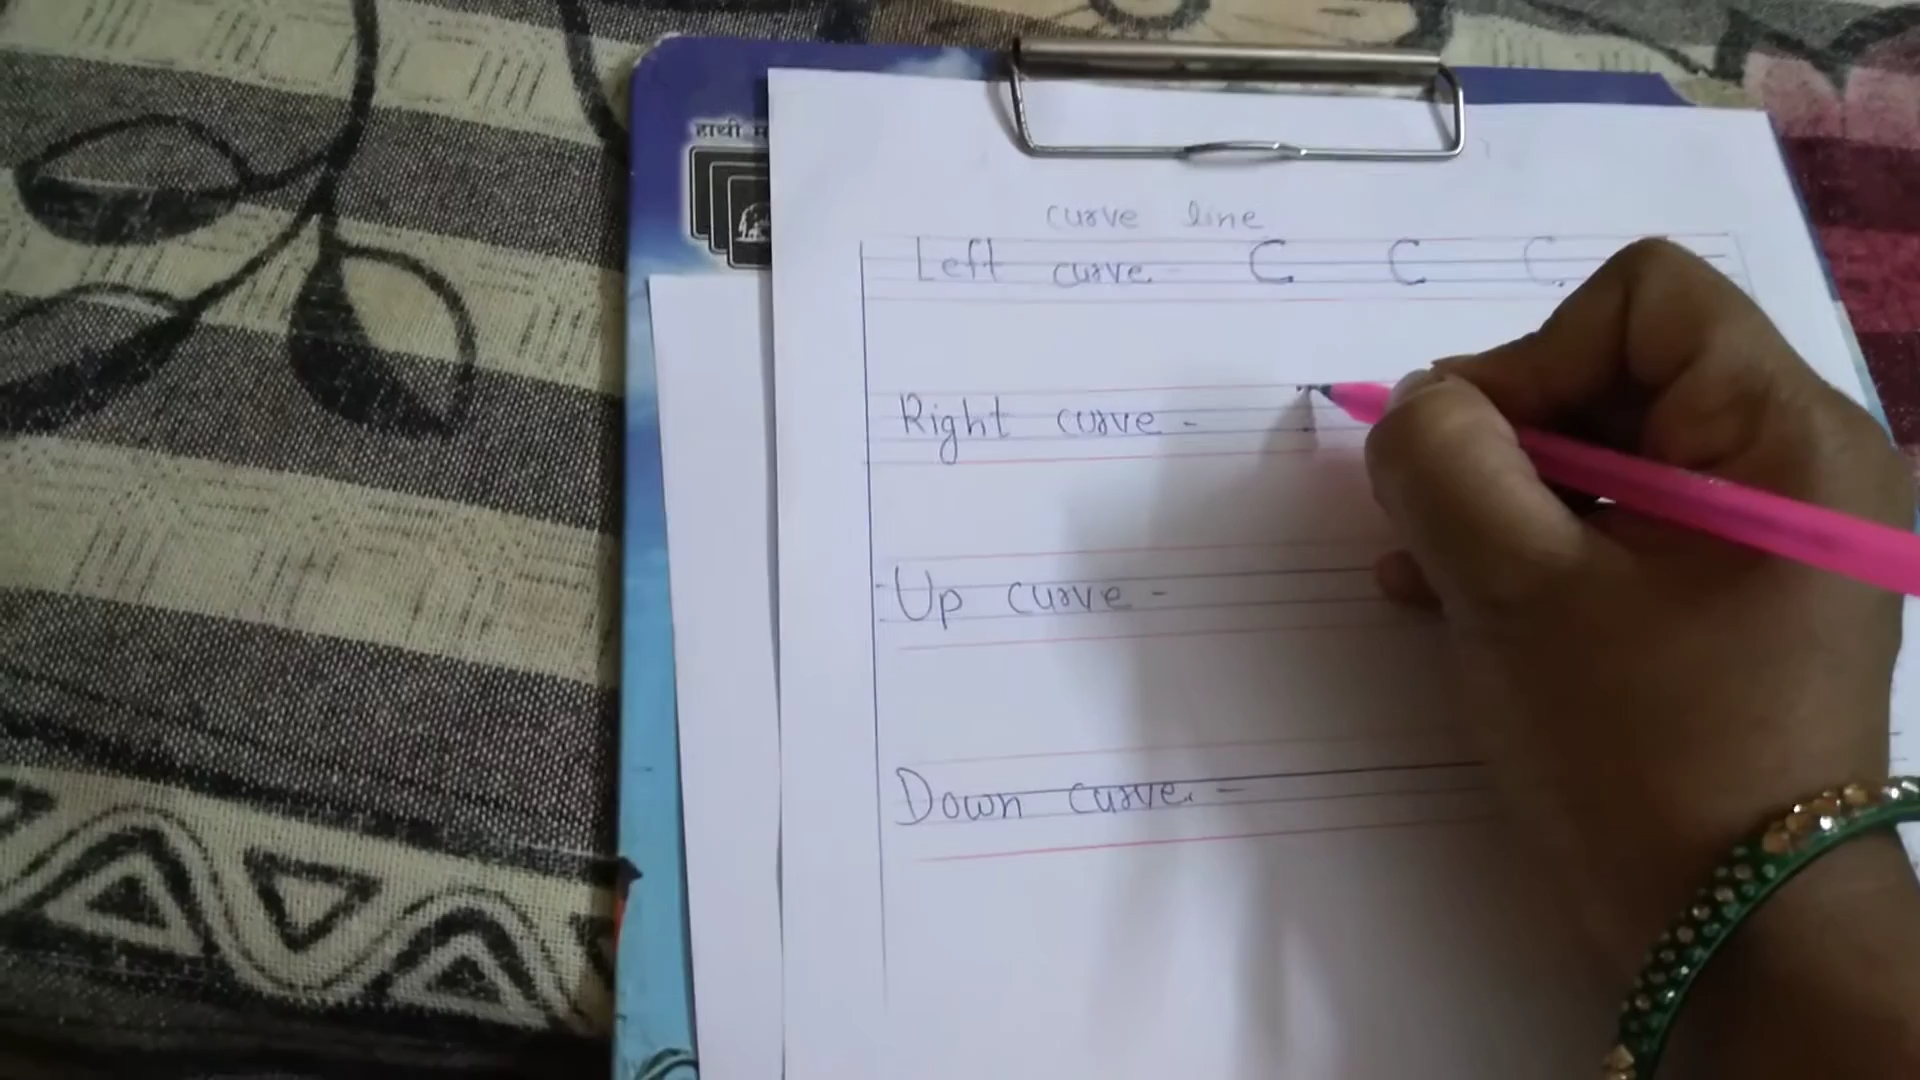 हाथी म
curve line
Left curve - C C C
Right curve -
Up curve -
Down curve. -